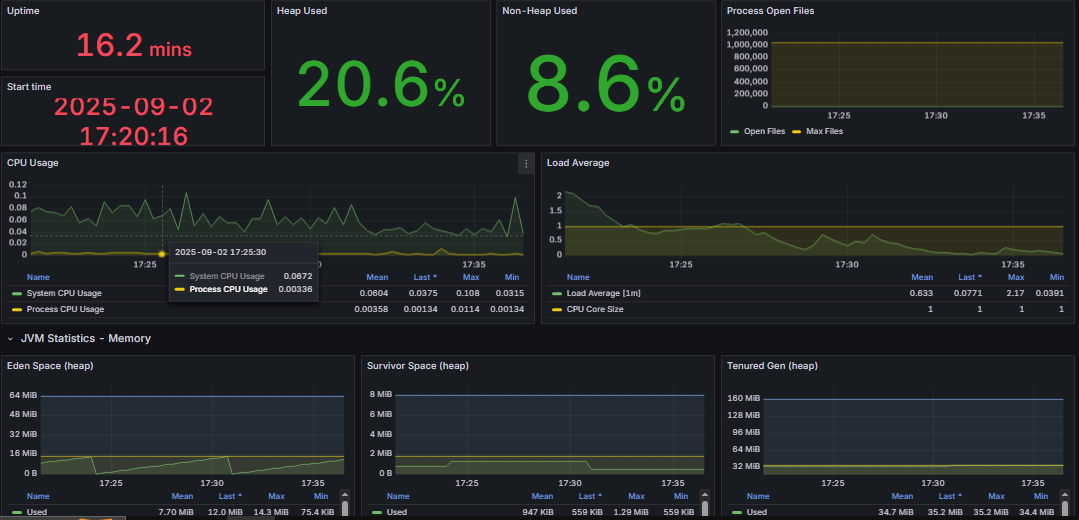 Uptime
16.2 mins
Start time
2025-09-02
17:20:16
Heap Used
20.6%
Non-Heap Used
8.6%
Process Open Files
1,200,000
1,000,000
800,000
600,000
400,000
200,000
0
17:25 17:30 17:35
Open Files Max Files
CPU Usage
0.12
0.1
0.08
0.06
0.04
0.02
0
17:25 0 17:35
2025-09-02 17:25:30
System CPU Usage 0.0672
Process CPU Usage 0.00336
Name Mean Last * Max Min
System CPU Usage 0.0604 0.0375 0.108 0.0315
Process CPU Usage 0.00358 0.00134 0.0114 0.00134
Load Average
2
1.5
1
0.5
0
17:25 17:30 17:35
Name Mean Last * Max Min
Load Average [1m] 0.633 0.0771 2.17 0.0391
CPU Core Size 1 1 1 1
JVM Statistics - Memory
Eden Space (heap)
64 MiB
48 MiB
32 MiB
16 MiB
0 B
17:25 17:30 17:35
Name Mean Last * Max Min
Used 7.70 MiB 12.0 MiB 14.3 MiB 75.4 KiB
Survivor Space (heap)
8 MiB
6 MiB
4 MiB
2 MiB
0 B
17:25 17:30 17:35
Name Mean Last * Max Min
Used 947 KiB 559 KiB 1.29 MiB 559 KiB
Tenured Gen (heap)
160 MiB
128 MiB
96 MiB
64 MiB
32 MiB
17:25 17:30 17:35
Name Mean Last * Max Min
Used 34.7 MiB 35.2 MiB 35.2 MiB 34.4 MiB